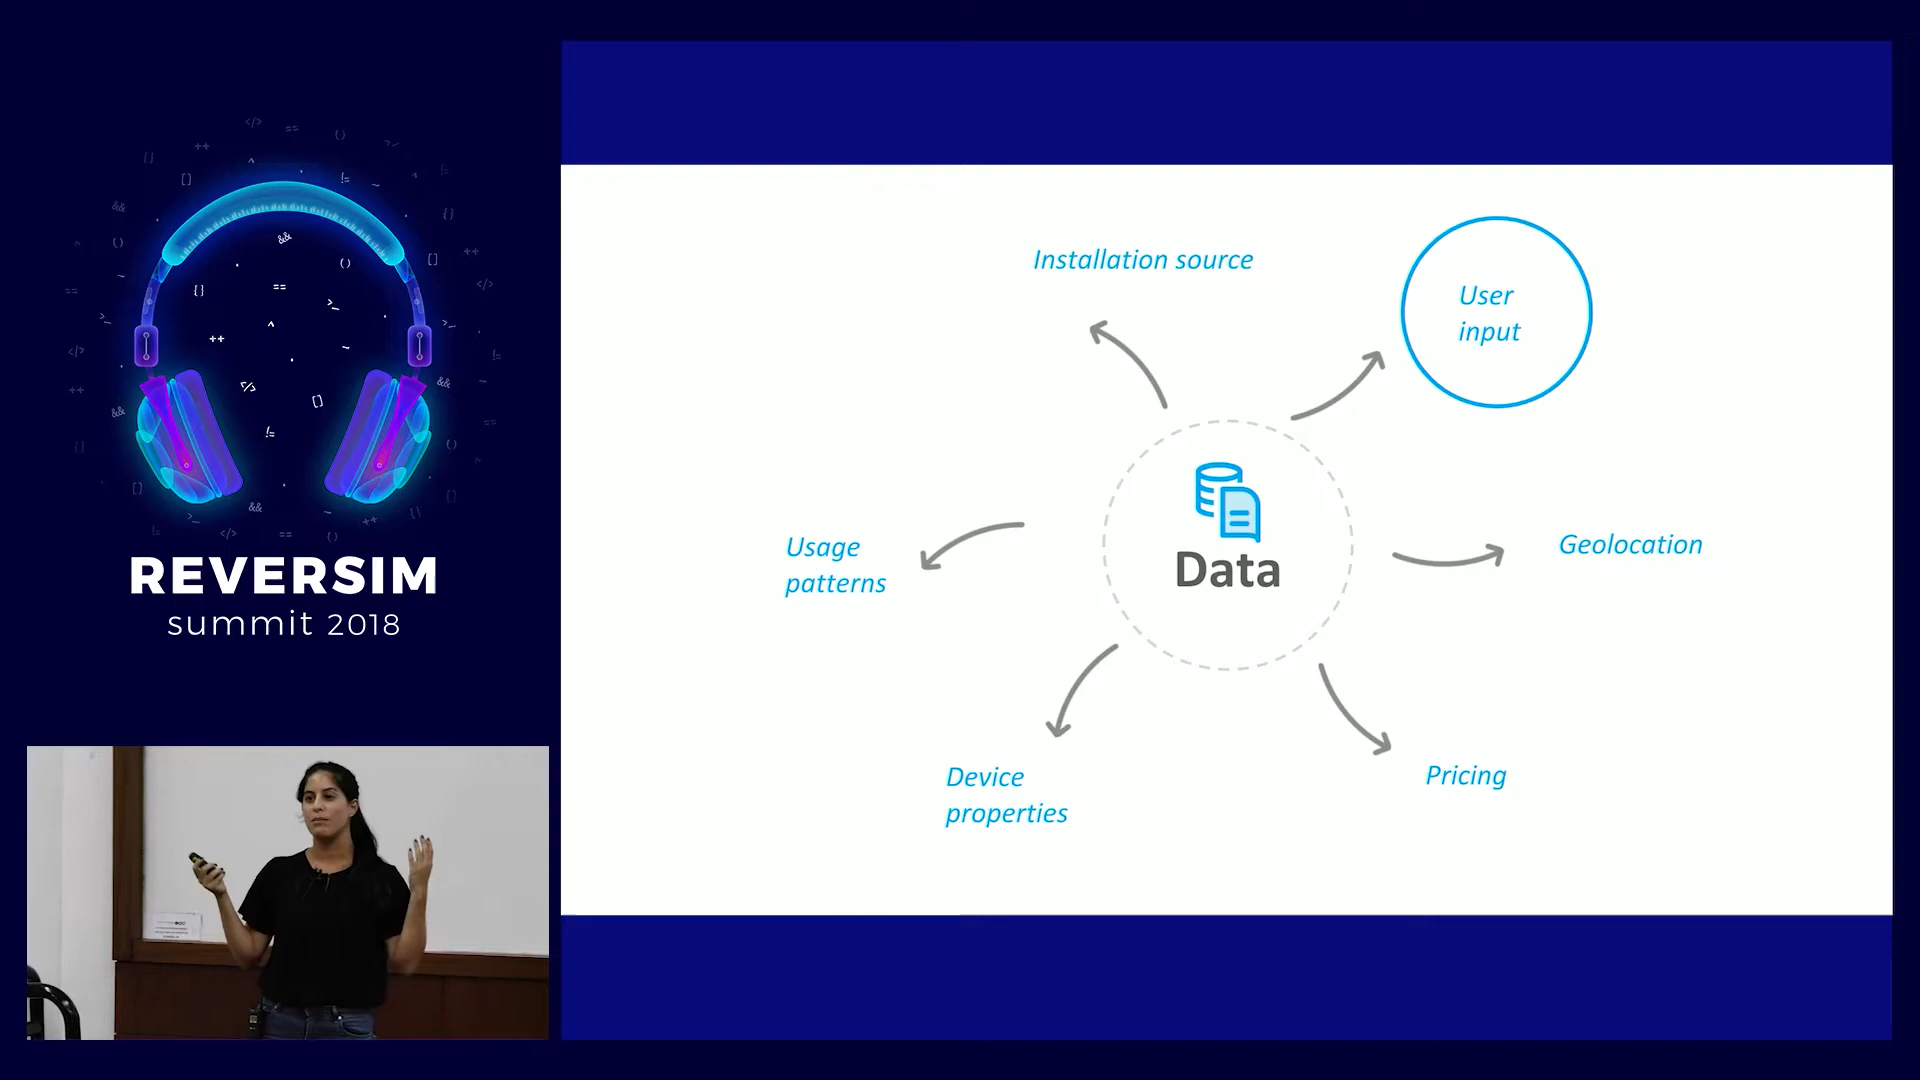 REVERSIM
summit 2018
Installation source
User
input
Usage
patterns
Data
Geolocation
Device
properties
Pricing